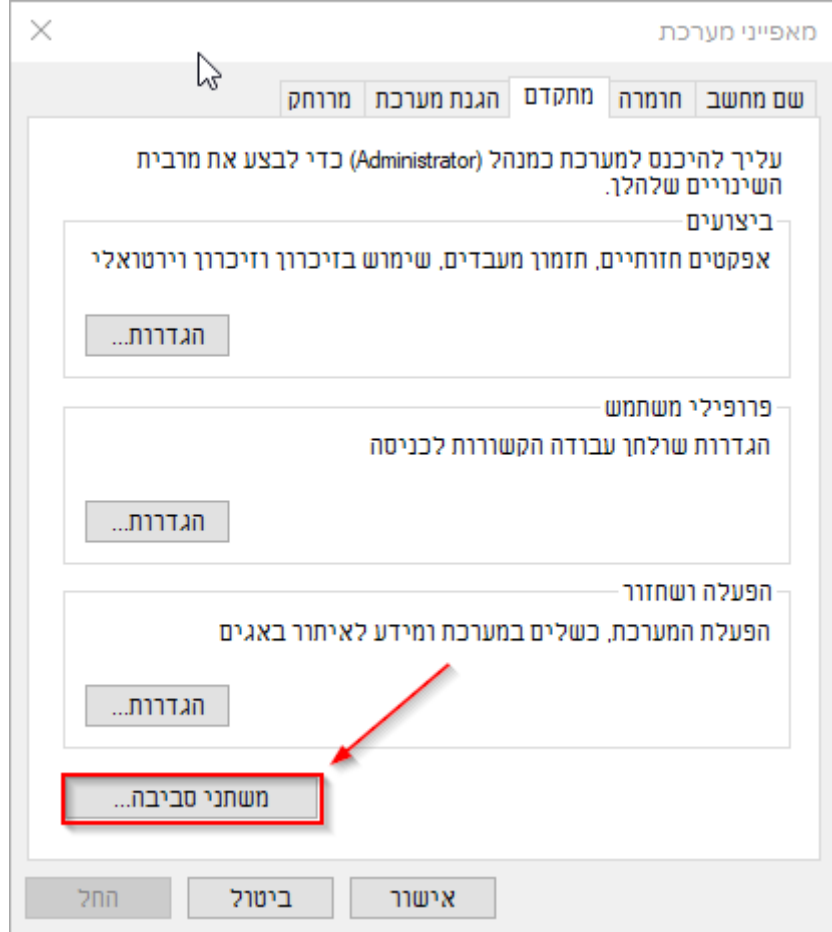 מאפייני מערכת
שם מחשב חומרה מתקדם הגנת מערכת מרוחק
עליך להיכנס למערכת כמנהל (Administrator) כדי לבצע את מרבית
השינויים שלהלן.
ביצועים
אפקטים חזותיים, תזמון מעבדים, שימוש בזיכרון וזיכרון וירטואלי
הגדרות...
פרופילי משתמש
הגדרות שולחן עבודה הקשורות לכניסה
הגדרות...
הפעלה ושחזור
הפעלת המערכת, כשלים במערכת ומידע לאיתור באגים
הגדרות...
משתני סביבה...
אישור ביטול החל